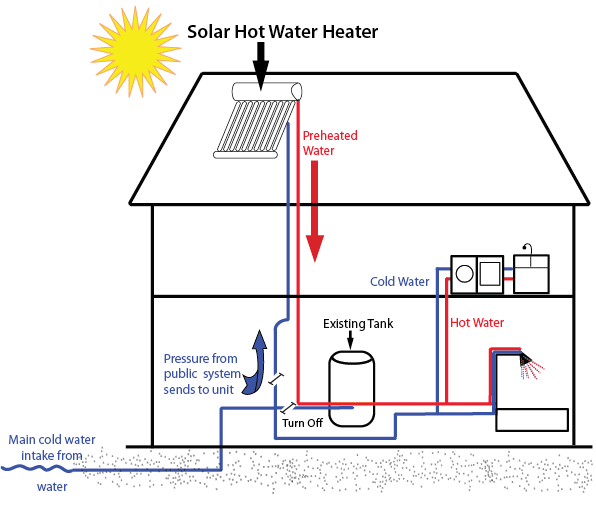 Solar Hot Water Heater
Preheated
Water
Cold Water
Hot Water
Existing Tank
Pressure from
public system
sends to unit
Turn Off
Main cold water
intake from
water